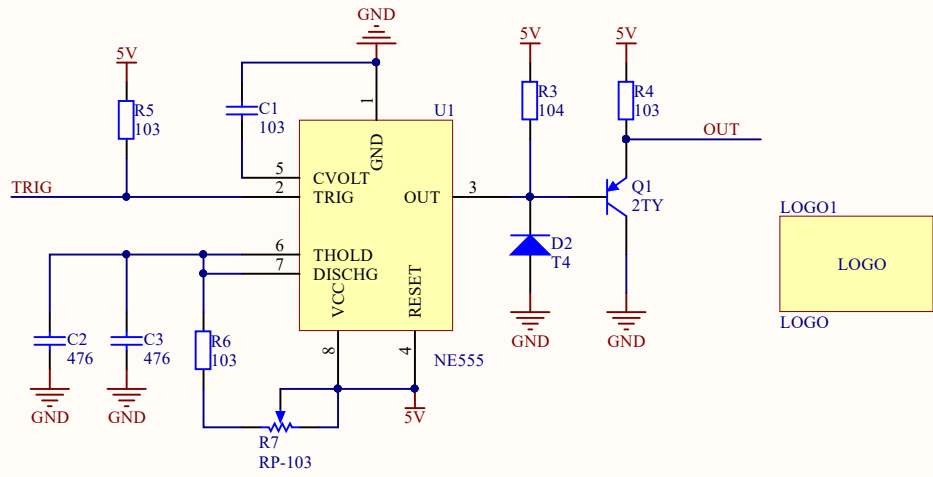 GND
5V
5V
5V
R5
103
C1
103
1
U1
R3
104
R4
103
OUT
GND
5
CVOLT
TRIG
2
TRIG
OUT
3
Q1
2TY
LOGO1
LOGO
LOGO
6
THOLD
7
DISCHG
VCC
RESET
D2
T4
GND
GND
C2
476
C3
476
R6
103
8
4
NE555
GND
GND
5V
R7
RP-103